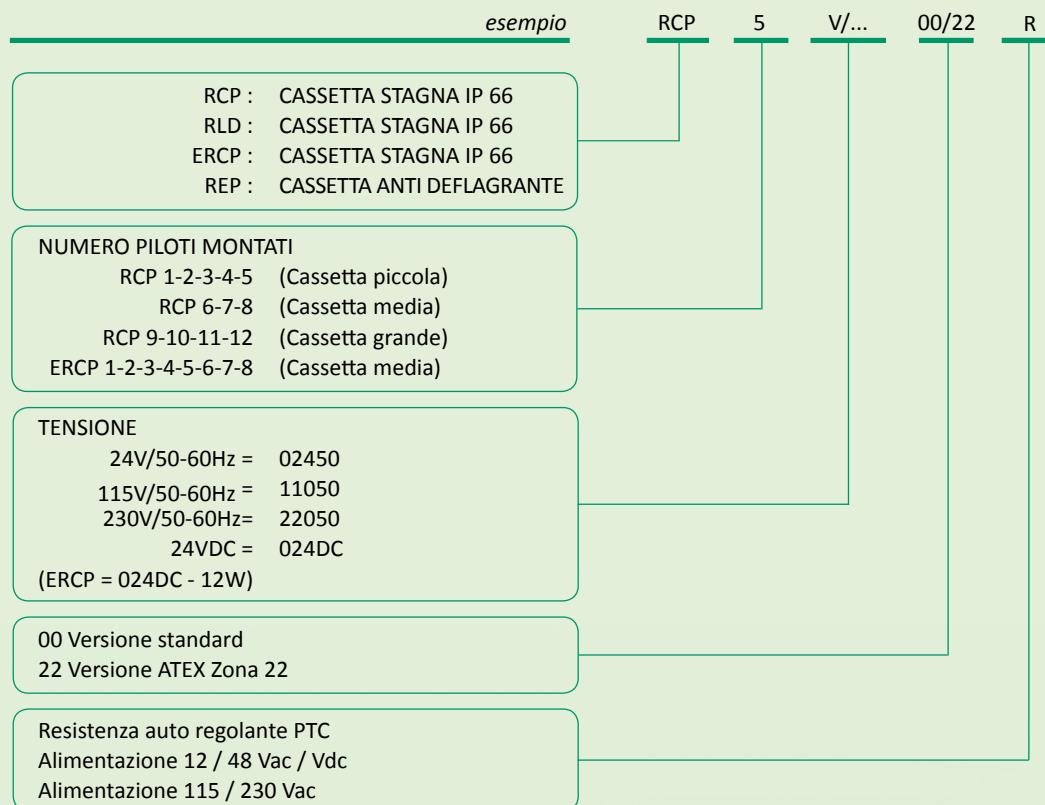 esempio RCP 5 V/... 00/22 R
RCP : CASSETTA STAGNA IP 66
RLD : CASSETTA STAGNA IP 66
ERCP : CASSETTA STAGNA IP 66
REP : CASSETTA ANTI DEFLAGRANTE
NUMERO PILOTI MONTATI
RCP 1-2-3-4-5 (Cassetta piccola)
RCP 6-7-8 (Cassetta media)
RCP 9-10-11-12 (Cassetta grande)
ERCP 1-2-3-4-5-6-7-8 (Cassetta media)
TENSIONE
24V/50-60Hz = 02450
115V/50-60Hz = 11050
230V/50-60Hz= 22050
24VDC = 024DC
(ERCP = 024DC - 12W)
00 Versione standard
22 Versione ATEX Zona 22
Resistenza auto regolante PTC
Alimentazione 12 / 48 Vac / Vdc
Alimentazione 115 / 230 Vac